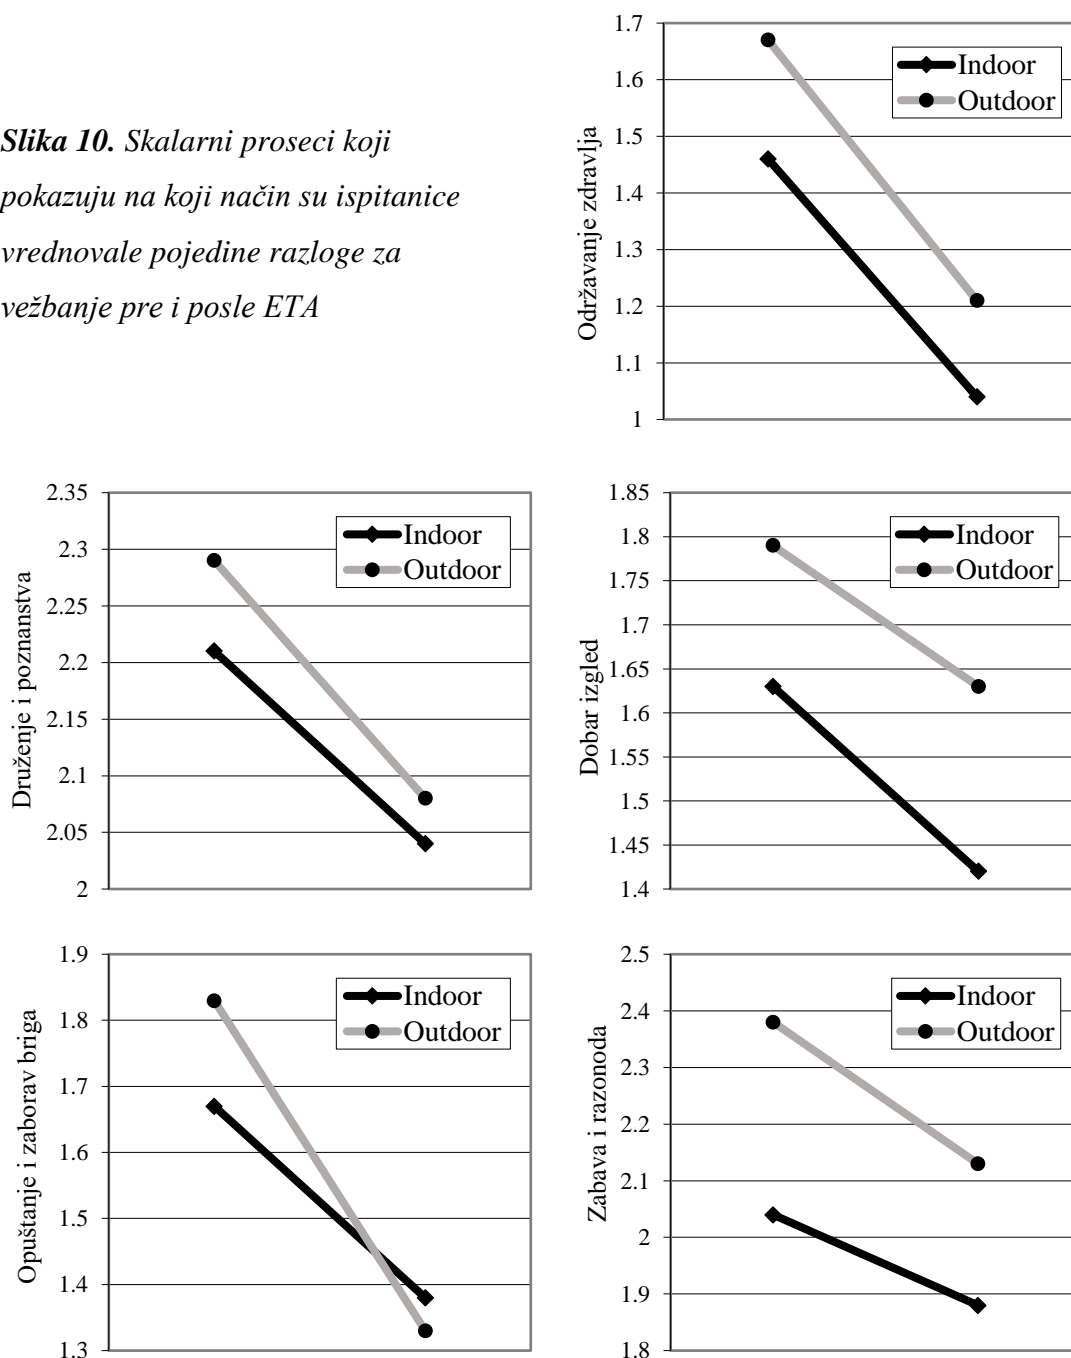 Slika 10. Skalarni proseci koji
pokazuju na koji način su ispitanice
vrednovale pojedine razloge za
vežbanje pre i posle ETA
Održavanje zdravlja
1.7
1.6
1.5
1.4
1.3
1.2
1.1
1
Indoor
Outdoor
Druženje i poznanstva
2.35
2.3
2.25
2.2
2.15
2.1
2.05
2
Indoor
Outdoor
Dobar izgled
1.85
1.8
1.75
1.7
1.65
1.6
1.55
1.5
1.45
1.4
Indoor
Outdoor
Opuštanje i zaborav briga
1.9
1.8
1.7
1.6
1.5
1.4
1.3
Indoor
Outdoor
Zabava i razonoda
2.5
2.4
2.3
2.2
2.1
2
1.9
1.8
Indoor
Outdoor